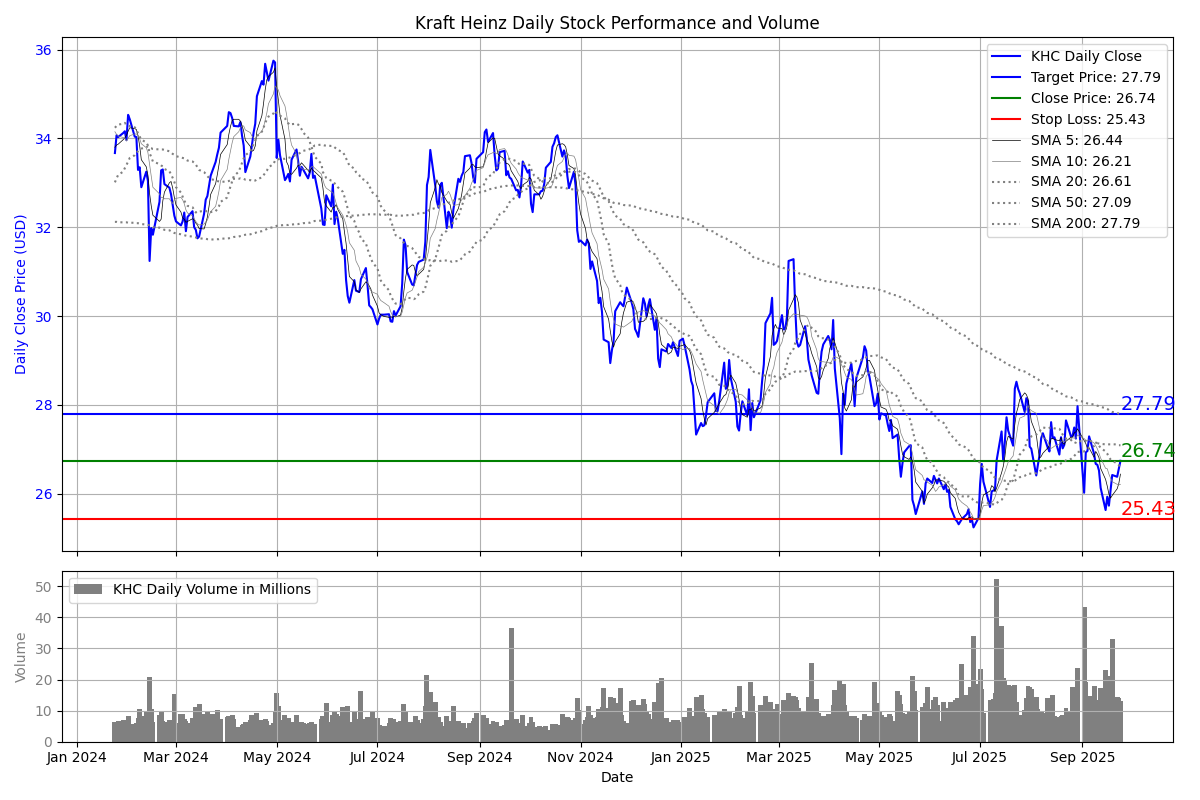 Kraft Heinz Daily Stock Performance and Volume
Daily Close Price (USD)
36
34
32
30
28
26
KHC Daily Close
Target Price: 27.79
Close Price: 26.74
Stop Loss: 25.43
SMA 5: 26.44
SMA 10: 26.21
SMA 20: 26.61
SMA 50: 27.09
SMA 200: 27.79
27.79
26.74
25.43
Volume
50
40
30
20
10
0
KHC Daily Volume in Millions
Jan 2024
Mar 2024
May 2024
Jul 2024
Sep 2024
Nov 2024
Jan 2025
Mar 2025
May 2025
Jul 2025
Sep 2025
Date